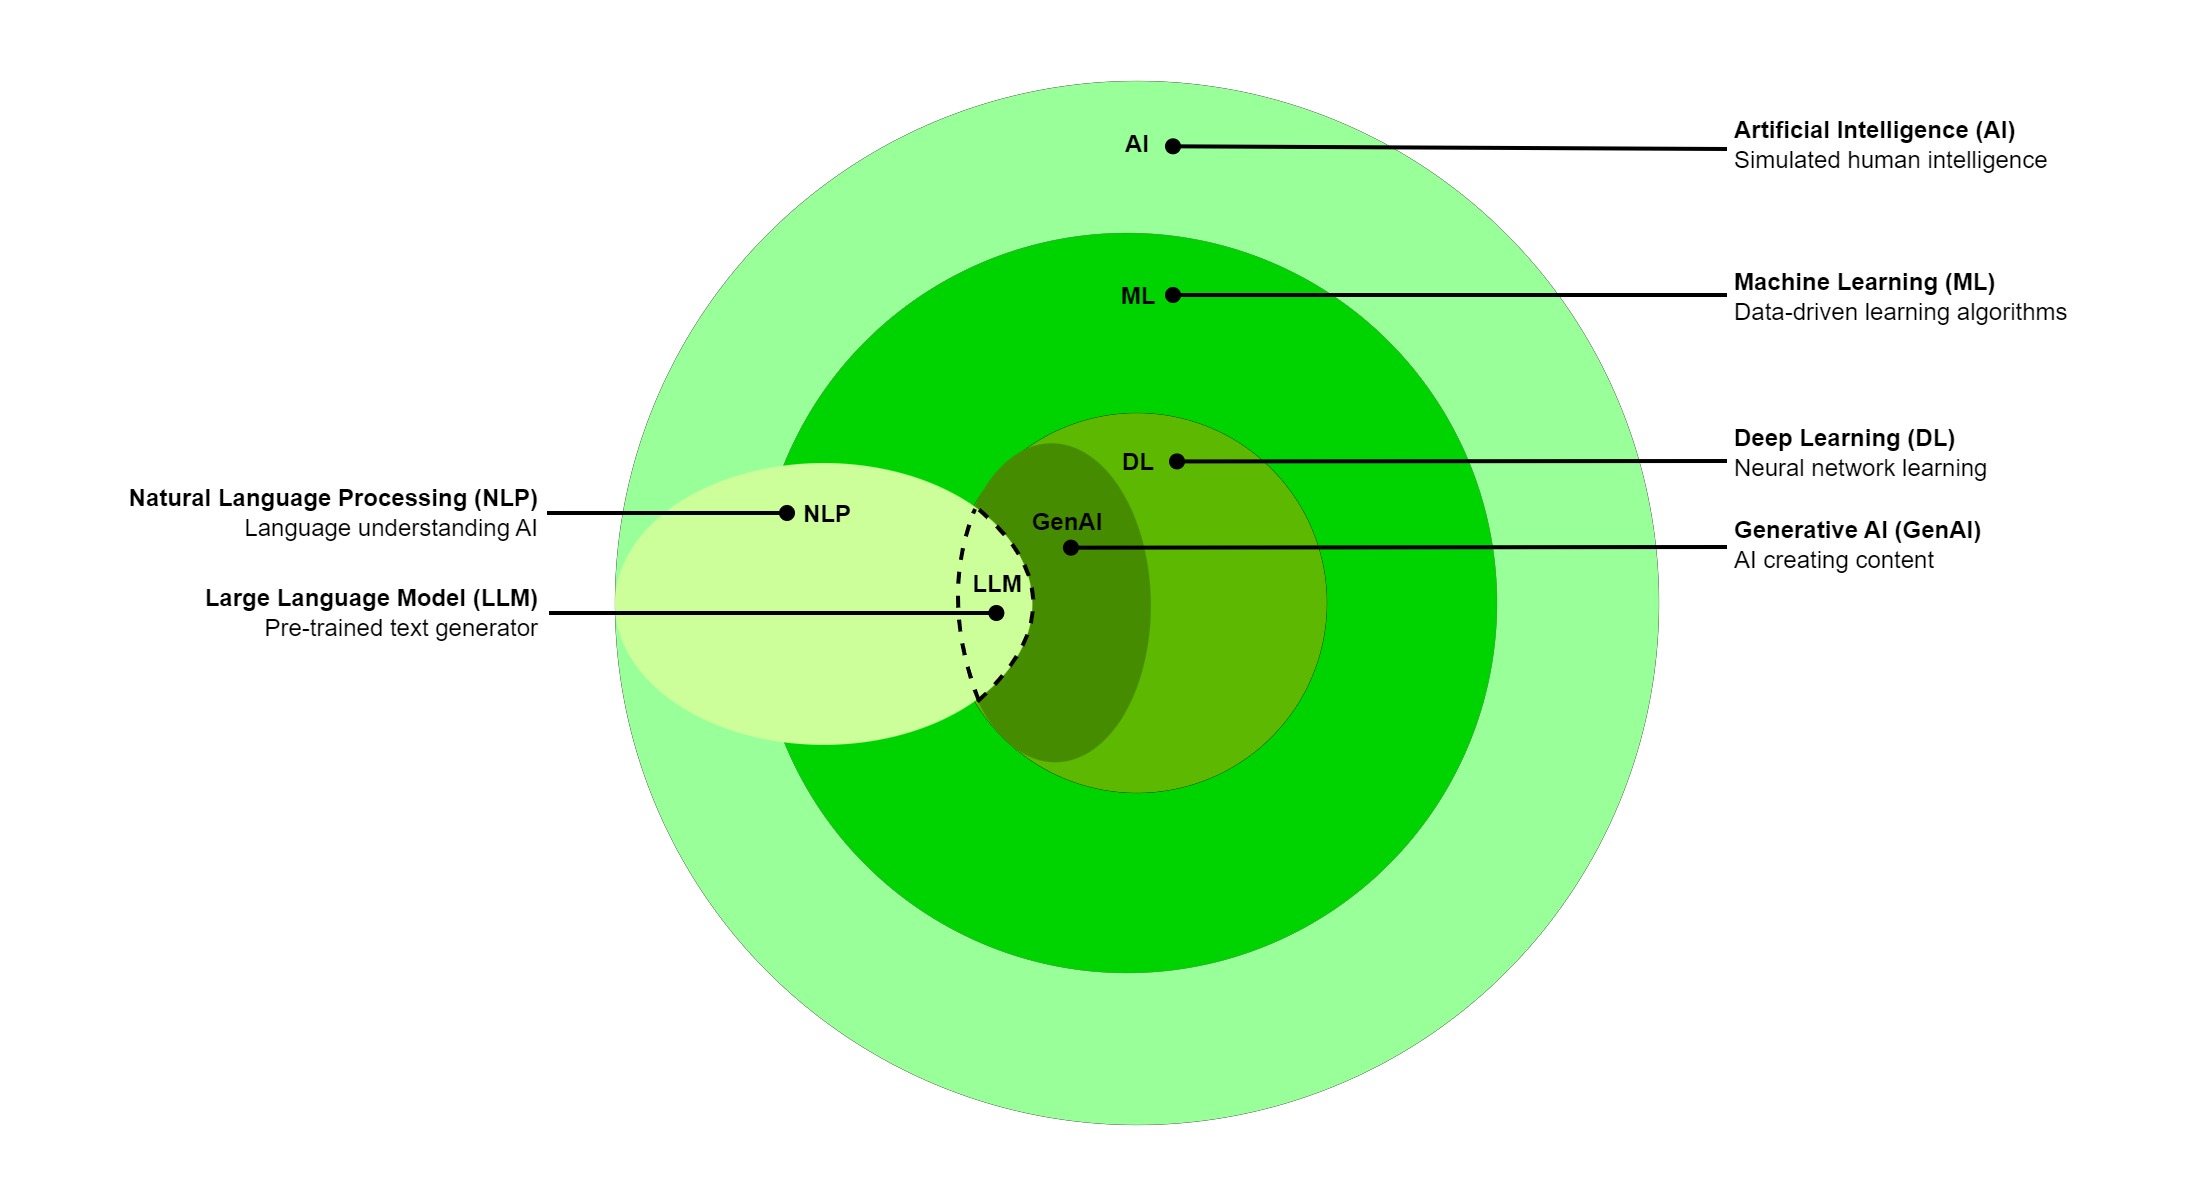 AI
Artificial Intelligence (AI)
Simulated human intelligence
ML
Machine Learning (ML)
Data-driven learning algorithms
DL
Deep Learning (DL)
Neural network learning
Natural Language Processing (NLP)
Language understanding AI
NLP
GenAI
Generative AI (GenAI)
AI creating content
LLM
Large Language Model (LLM)
Pre-trained text generator